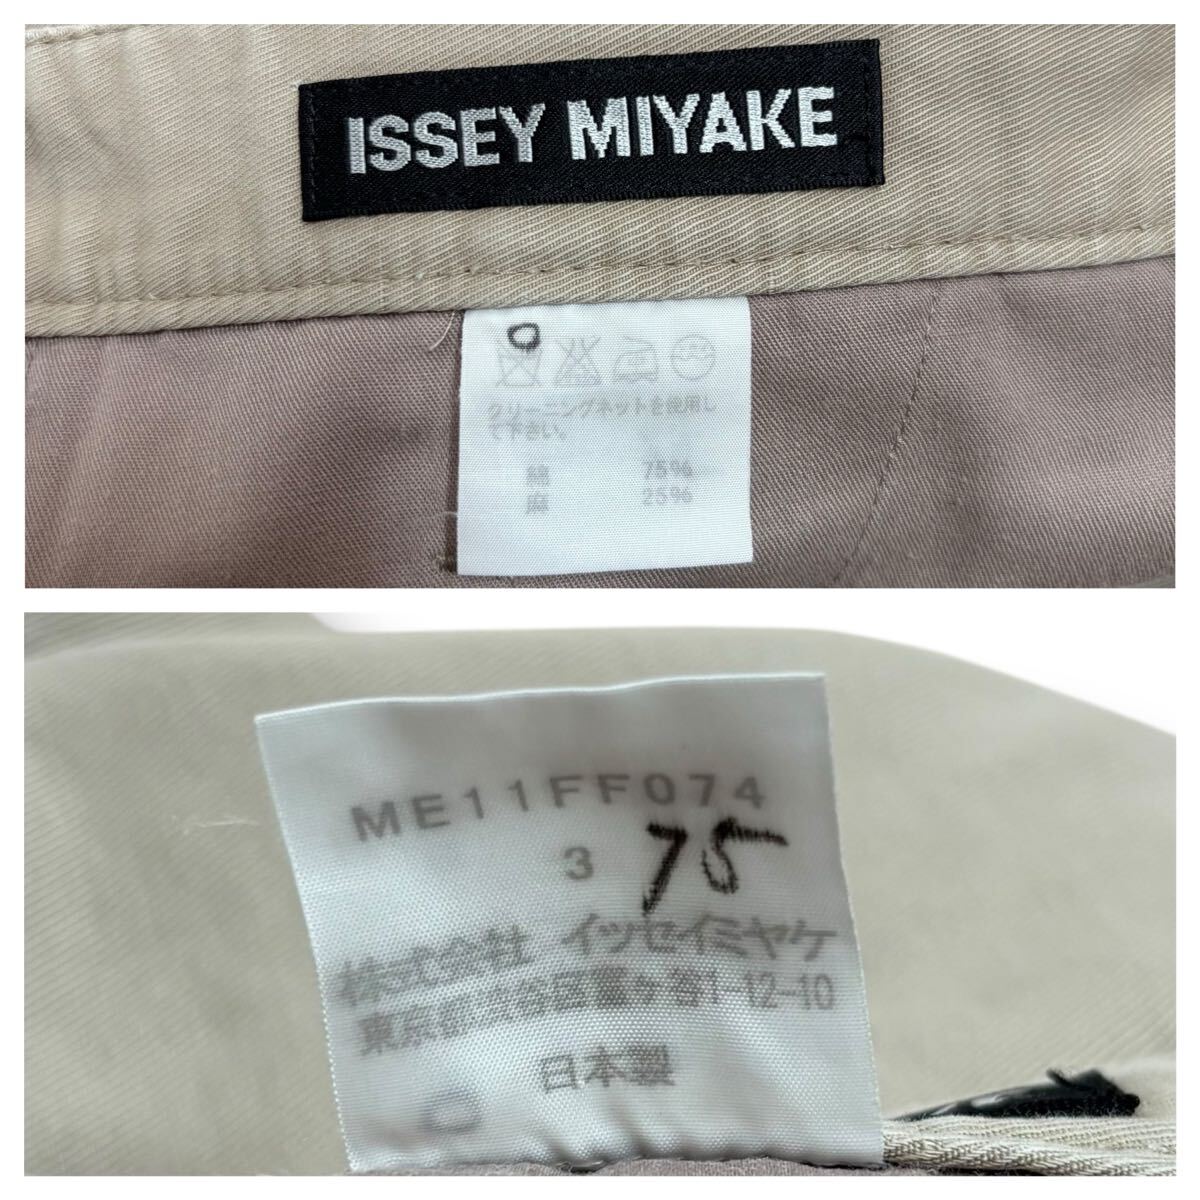 ISSEY MIYAKE
クリーニングネットを使用し
て下さい。
綿 75%
麻 25%
ME11FF074
3 75
株式会社 イッセイミヤケ
東京都渋谷区幡ヶ谷1-12-10
日本製